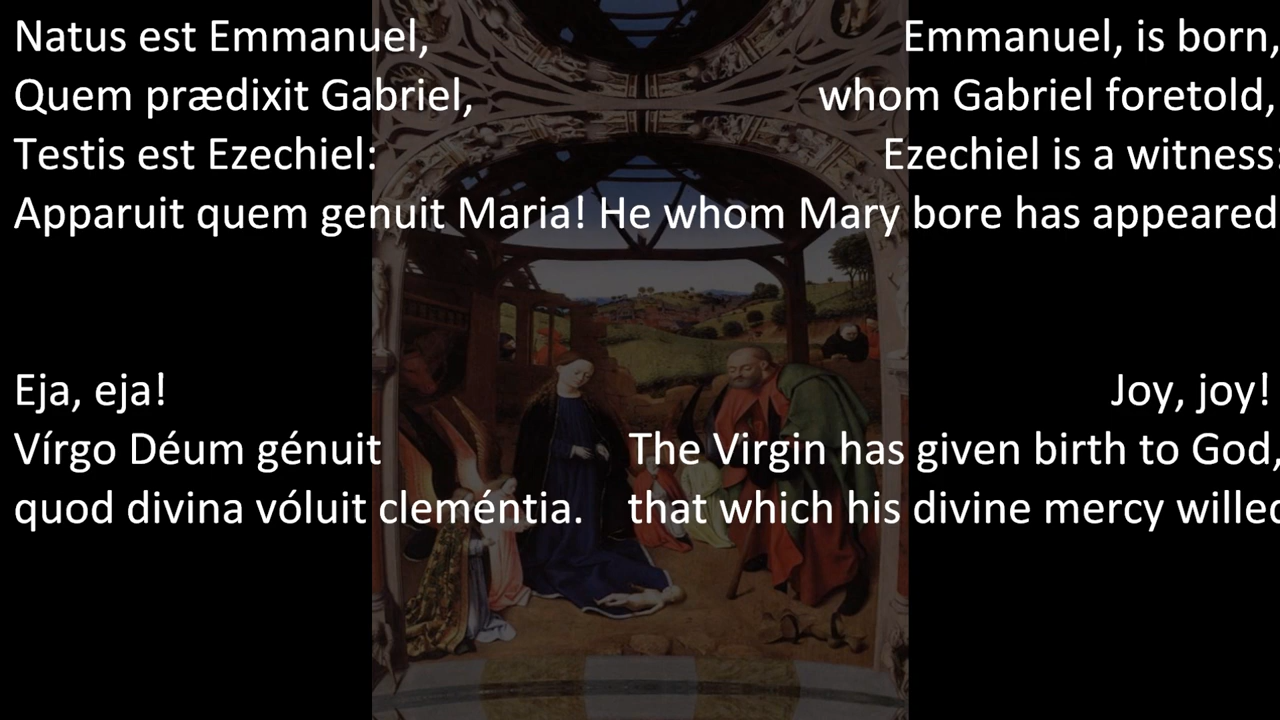 Natus est Emmanuel,
Quem prædixit Gabriel,
Testis est Ezechiel:
Apparuit quem genuit Maria!
Eja, eja!
Vírgo Déum génuit
quod divina vóluit cleméntia.
Emmanuel, is born,
whom Gabriel foretold,
Ezechiel is a witness:
He whom Mary bore has appeared
Joy, joy!
The Virgin has given birth to God,
that which his divine mercy willed